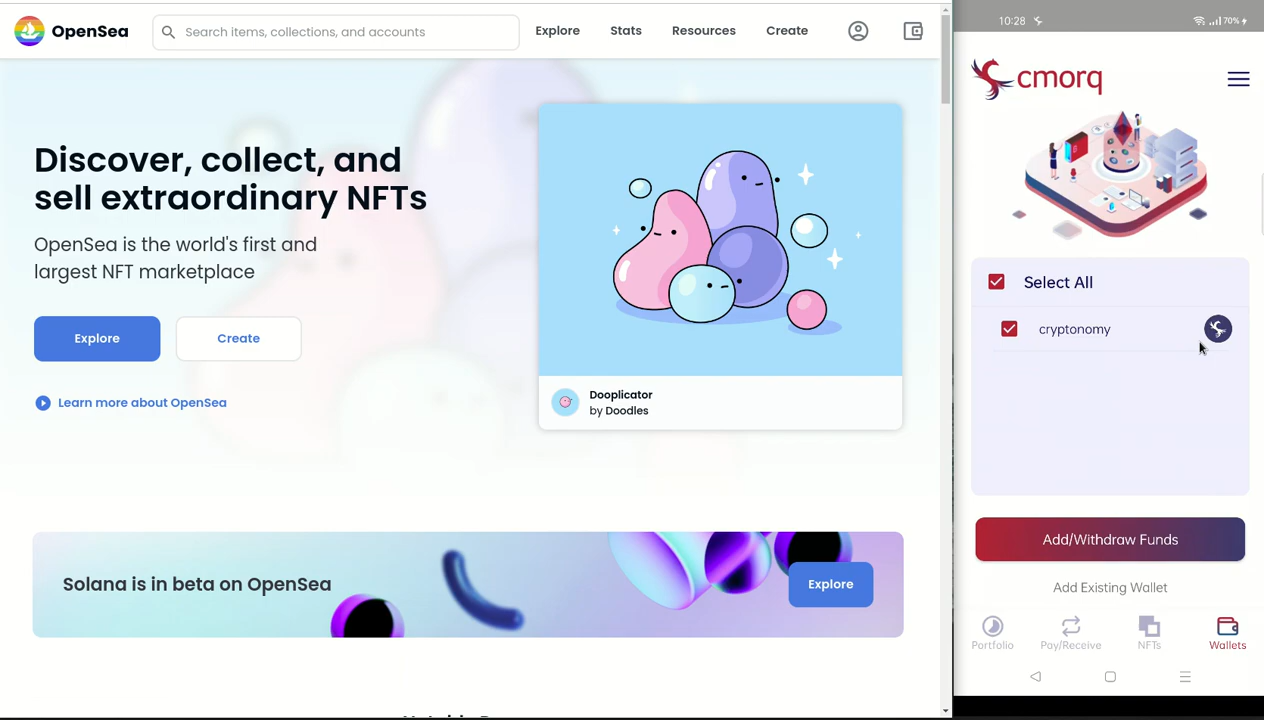 OpenSea
Search items, collections, and accounts
Explore
Stats
Resources
Create
Discover, collect, and
sell extraordinary NFTs
OpenSea is the world's first and
largest NFT marketplace
Explore
Create
Learn more about OpenSea
Dooplicator
by Doodles
Solana is in beta on OpenSea
Explore
10:28
70%
cmorq
Select All
cryptonomy
Add/Withdraw Funds
Add Existing Wallet
Portfolio
Pay/Receive
NFTs
Wallets